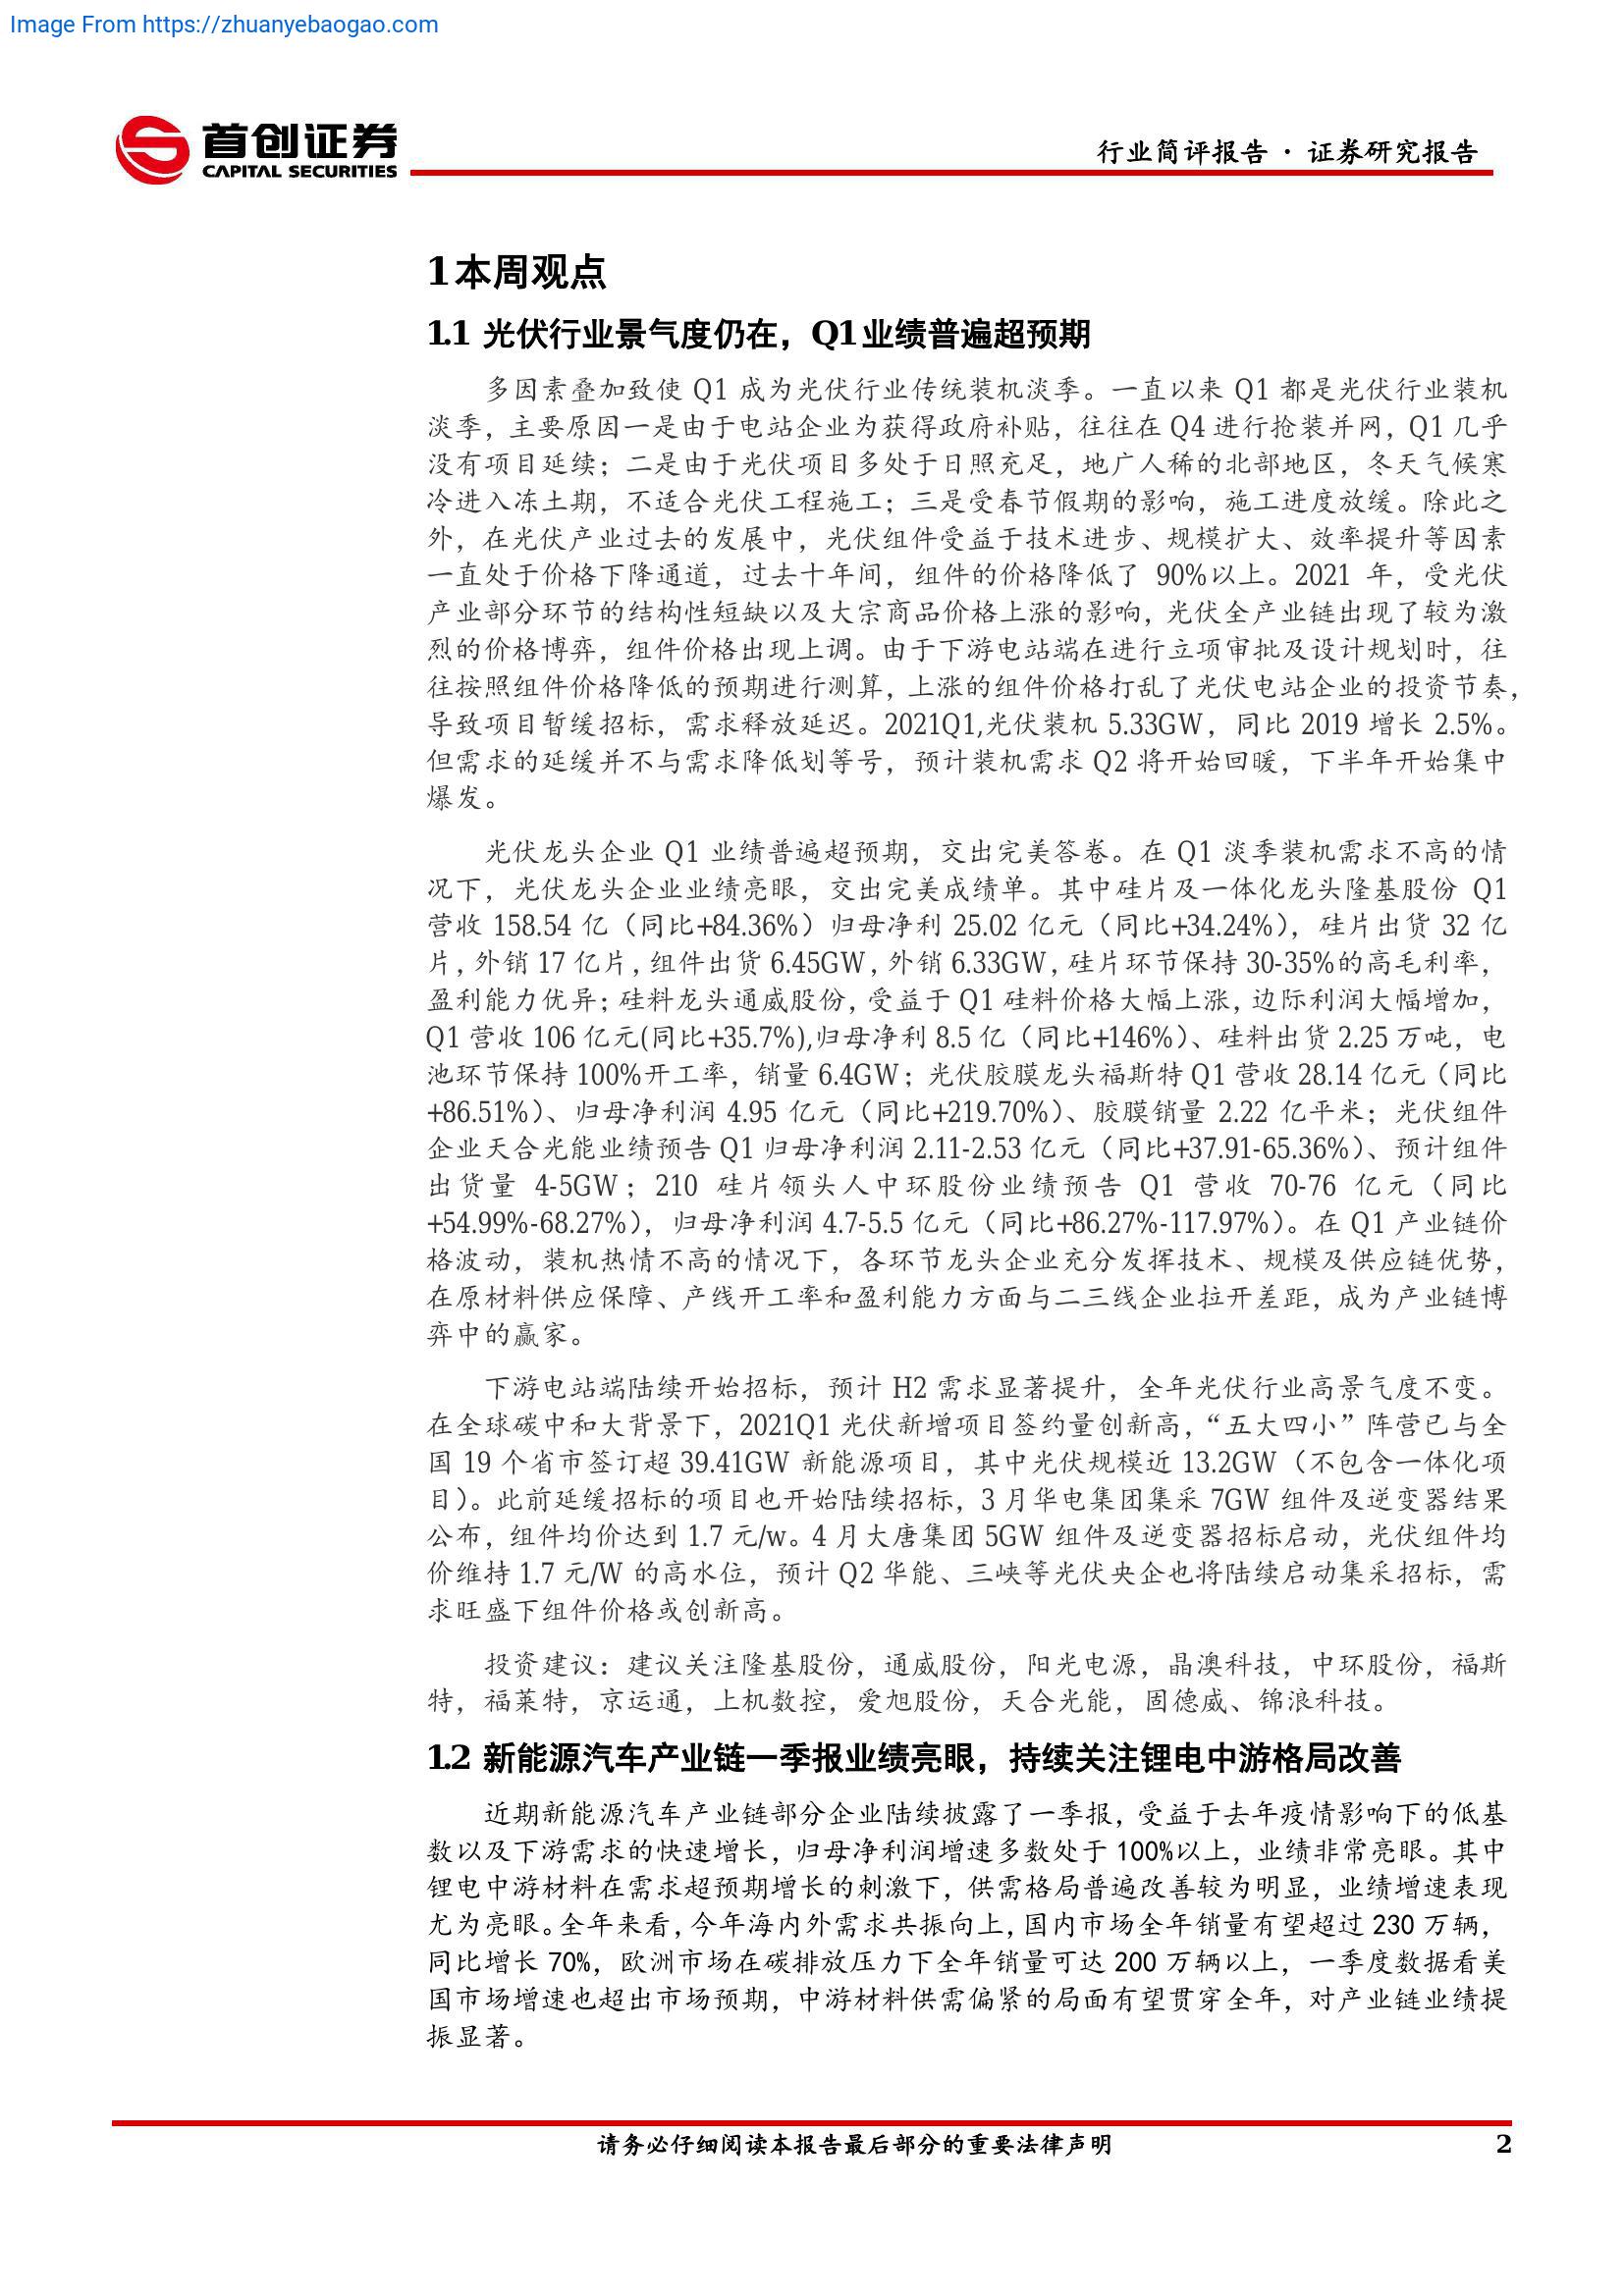 Image From https://zhuanyebaogao.com
首创证券
CAPITAL SECURITIES
行业简评报告 · 证券研究报告
1 本周观点
1.1 光伏行业景气度仍在，Q1 业绩普遍超预期
多因素叠加致使 Q1 成为光伏行业传统装机淡季。一直以来 Q1 都是光伏行业装机
淡季，主要原因一是由于电站企业为获得政府补贴，往往在 Q4 进行抢装并网，Q1 几乎
没有项目延续；二是由于光伏项目多处于日照充足，地广人稀的北部地区，冬天气候寒
冷进入冻土期，不适合光伏工程施工；三是受春节假期的影响，施工进度放缓。除此之
外，在光伏产业过去的发展中，光伏组件受益于技术进步、规模扩大、效率提升等因素
一直处于价格下降通道，过去十年间，组件的价格降低了 90%以上。2021 年，受光伏
产业部分环节的结构性短缺以及大宗商品价格上涨的影响，光伏全产业链出现了较为激
烈的价格博弈，组件价格出现上调。由于下游电站端在进行立项审批及设计规划时，往
往按照组件价格降低的预期进行测算，上涨的组件价格打乱了光伏电站企业的投资节奏，
导致项目暂缓招标，需求释放延迟。2021Q1,光伏装机 5.33GW，同比 2019 增长 2.5%。
但需求的延缓并不与需求降低划等号，预计装机需求 Q2 将开始回暖，下半年开始集中
爆发。
光伏龙头企业 Q1 业绩普遍超预期，交出完美答卷。在 Q1 淡季装机需求不高的情
况下，光伏龙头企业业绩亮眼，交出完美成绩单。其中硅片及一体化龙头隆基股份 Q1
营收 158.54 亿（同比+84.36%）归母净利 25.02 亿元（同比+34.24%），硅片出货 32 亿
片，外销 17 亿片，组件出货 6.45GW，外销 6.33GW，硅片环节保持 30-35%的高毛利率，
盈利能力优异；硅料龙头通威股份，受益于 Q1 硅料价格大幅上涨，边际利润大幅增加，
Q1 营收 106 亿元(同比+35.7%),归母净利 8.5 亿（同比+146%）、硅料出货 2.25 万吨，电
池环节保持 100%开工率，销量 6.4GW；光伏胶膜龙头福斯特 Q1 营收 28.14 亿元（同比
+86.51%）、归母净利润 4.95 亿元（同比+219.70%）、胶膜销量 2.22 亿平米；光伏组件
企业天合光能业绩预告 Q1 归母净利润 2.11-2.53 亿元（同比+37.91-65.36%）、预计组件
出货量 4-5GW；210 硅片领头人中环股份业绩预告 Q1 营收 70-76 亿元（同比
+54.99%-68.27%），归母净利润 4.7-5.5 亿元（同比+86.27%-117.97%）。在 Q1 产业链价
格波动，装机热情不高的情况下，各环节龙头企业充分发挥技术、规模及供应链优势，
在原材料供应保障、产线开工率和盈利能力方面与二三线企业拉开差距，成为产业链博
弈中的赢家。
下游电站端陆续开始招标，预计 H2 需求显著提升，全年光伏行业高景气度不变。
在全球碳中和大背景下，2021Q1 光伏新增项目签约量创新高，“五大四小”阵营已与全
国 19 个省市签订超 39.41GW 新能源项目，其中光伏规模近 13.2GW（不包含一体化项
目）。此前延缓招标的项目也开始陆续招标，3 月华电集团集采 7GW 组件及逆变器结果
公布，组件均价达到 1.7 元/w。4 月大唐集团 5GW 组件及逆变器招标启动，光伏组件均
价维持 1.7 元/W 的高水位，预计 Q2 华能、三峡等光伏央企也将陆续启动集采招标，需
求旺盛下组件价格或创新高。
投资建议：建议关注隆基股份，通威股份，阳光电源，晶澳科技，中环股份，福斯
特，福莱特，京运通，上机数控，爱旭股份，天合光能，固德威、锦浪科技。
1.2 新能源汽车产业链一季报业绩亮眼，持续关注锂电中游格局改善
近期新能源汽车产业链部分企业陆续披露了一季报，受益于去年疫情影响下的低基
数以及下游需求的快速增长，归母净利润增速多数处于 100%以上，业绩非常亮眼。其中
锂电中游材料在需求超预期增长的刺激下，供需格局普遍改善较为明显，业绩增速表现
尤为亮眼。全年来看，今年海内外需求共振向上，国内市场全年销量有望超过 230 万辆，
同比增长 70%，欧洲市场在碳排放压力下全年销量可达 200 万辆以上，一季度数据看美
国市场增速也超出市场预期，中游材料供需偏紧的局面有望贯穿全年，对产业链业绩提
振显著。
请务必仔细阅读本报告最后部分的重要法律声明
2